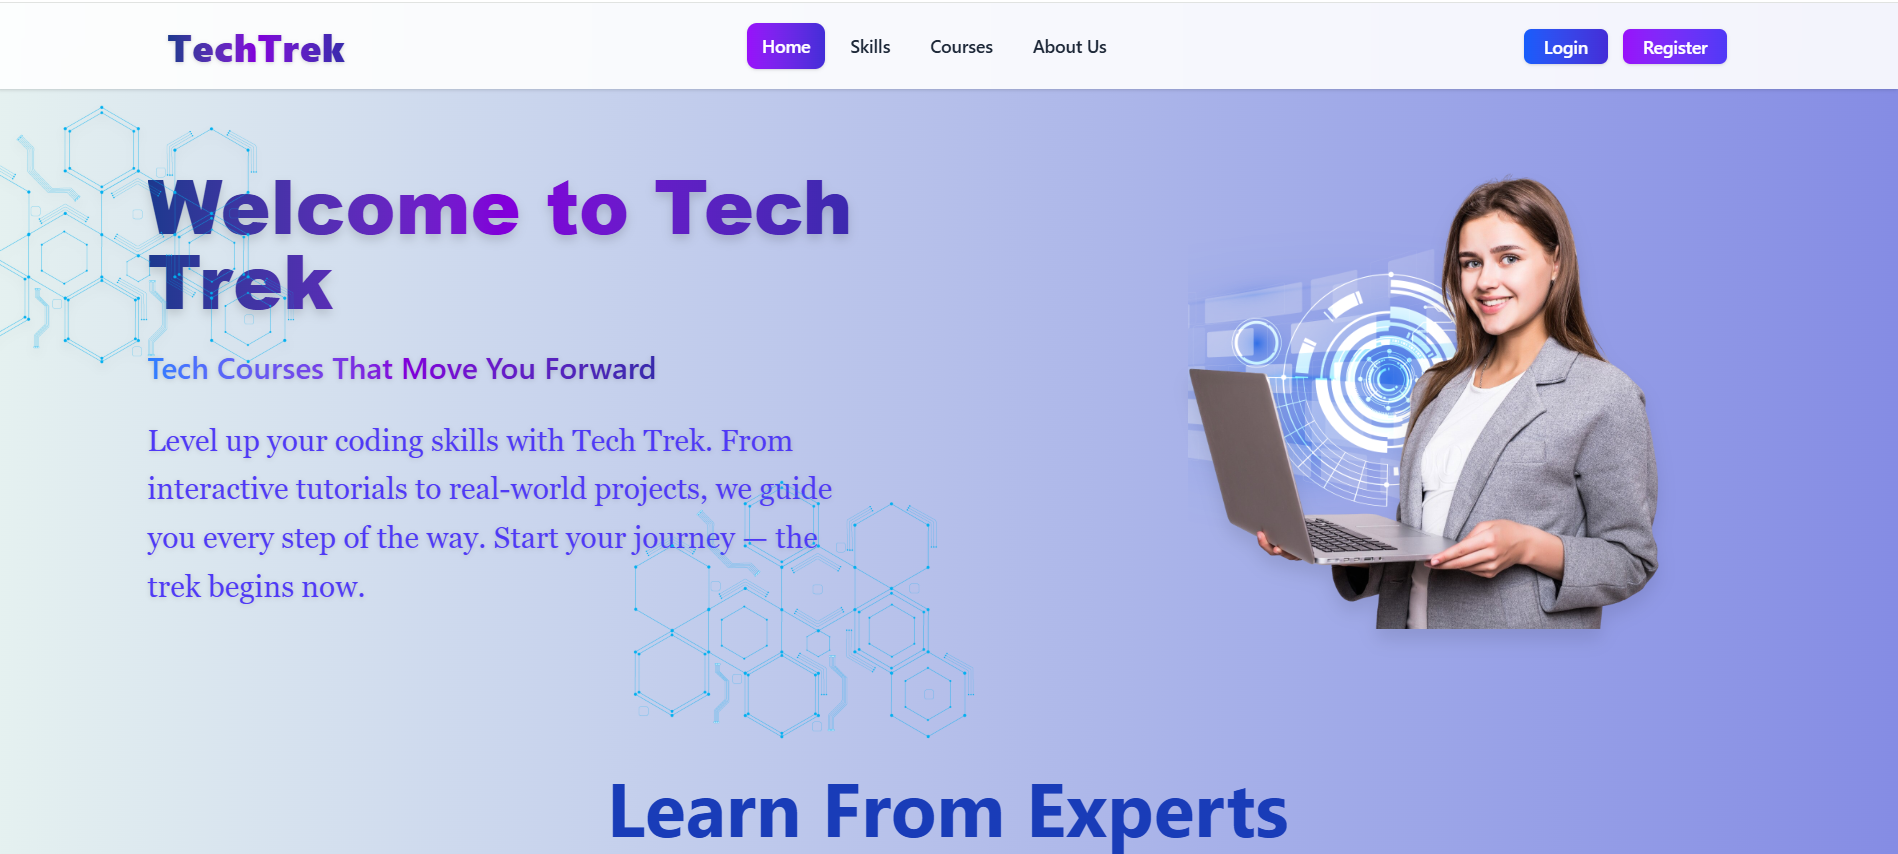 TechTrek
Home
Skills
Courses
About Us
Login
Register
Welcome to Tech
Trek
Tech Courses That Move You Forward
Level up your coding skills with Tech Trek. From
interactive tutorials to real-world projects, we guide
you every step of the way. Start your journey — the
trek begins now.
Learn From Experts